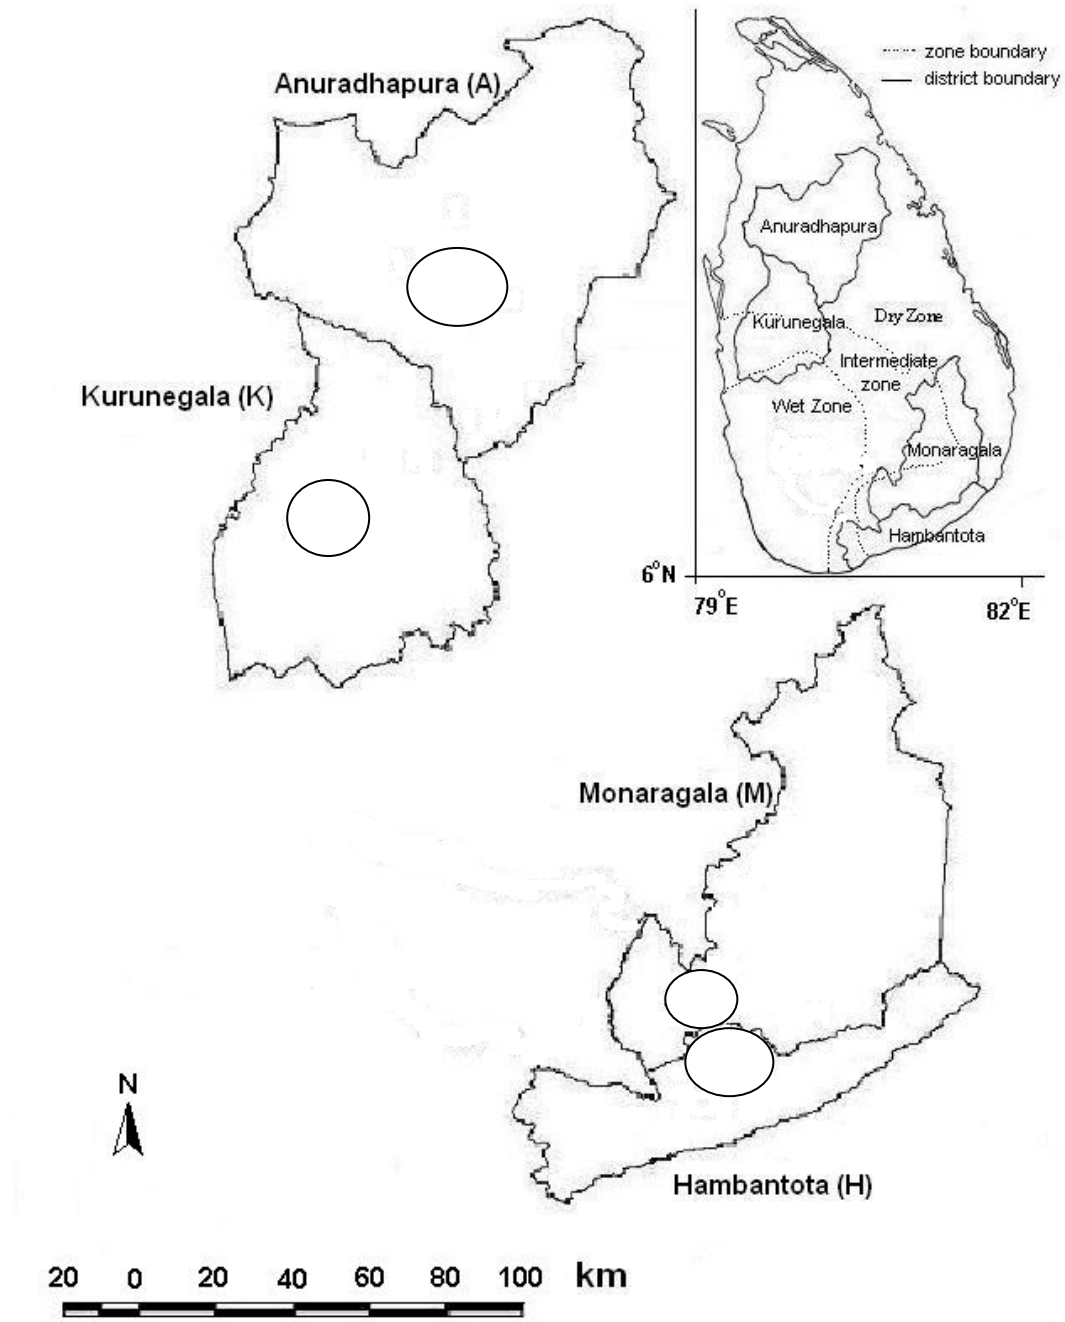 Anuradhapura (A)
zone boundary
district boundary
Anuradhapura
Kurunegala
Dry Zone
Intermediate
zone
Wet Zone
Monaragala
Hambantota
Kurunegala (K)
6°N
79°E
82°E
Monaragala (M)
Hambantota (H)
N
20 0 20 40 60 80 100 km